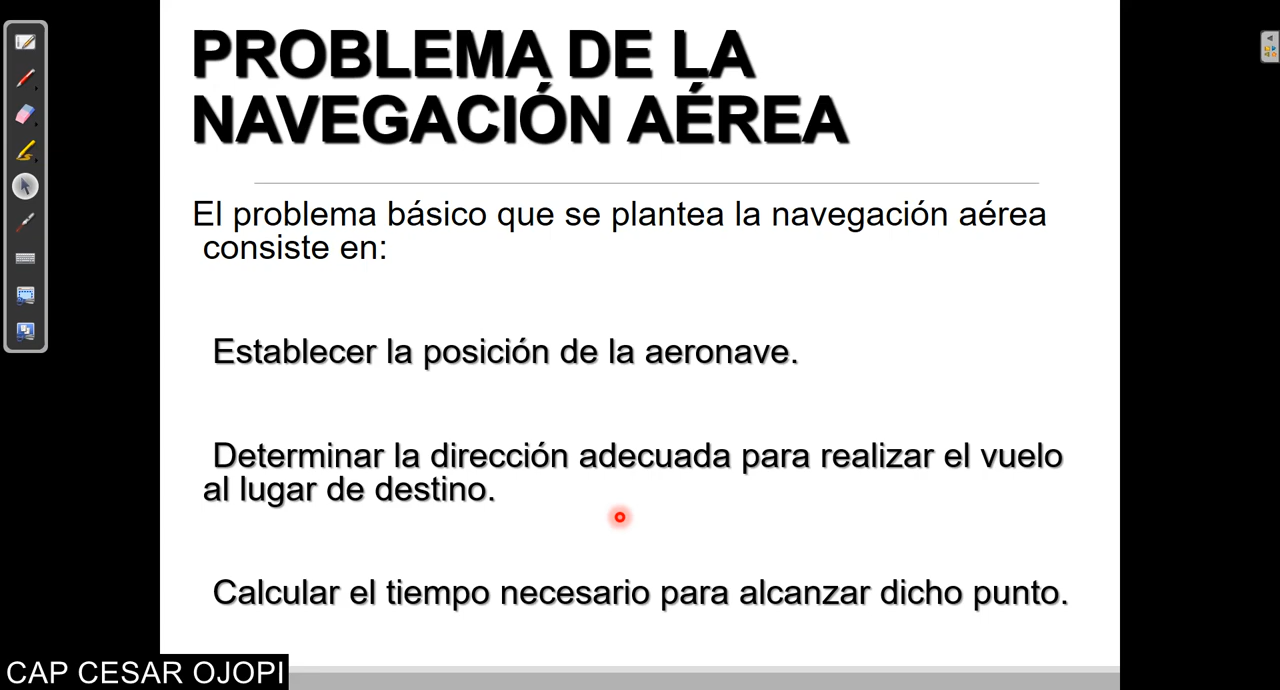 PROBLEMA DE LA
NAVEGACIÓN AÉREA
El problema básico que se plantea la navegación aérea
consiste en:
Establecer la posición de la aeronave.
Determinar la dirección adecuada para realizar el vuelo
al lugar de destino.
Calcular el tiempo necesario para alcanzar dicho punto.
CAP CESAR OJOPI